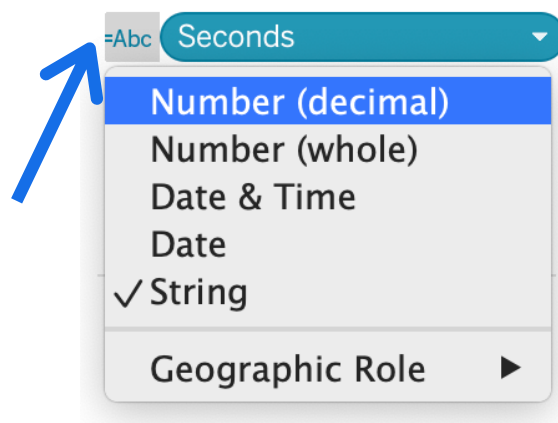 =Abc Seconds
Number (decimal)
Number (whole)
Date & Time
Date
String
Geographic Role